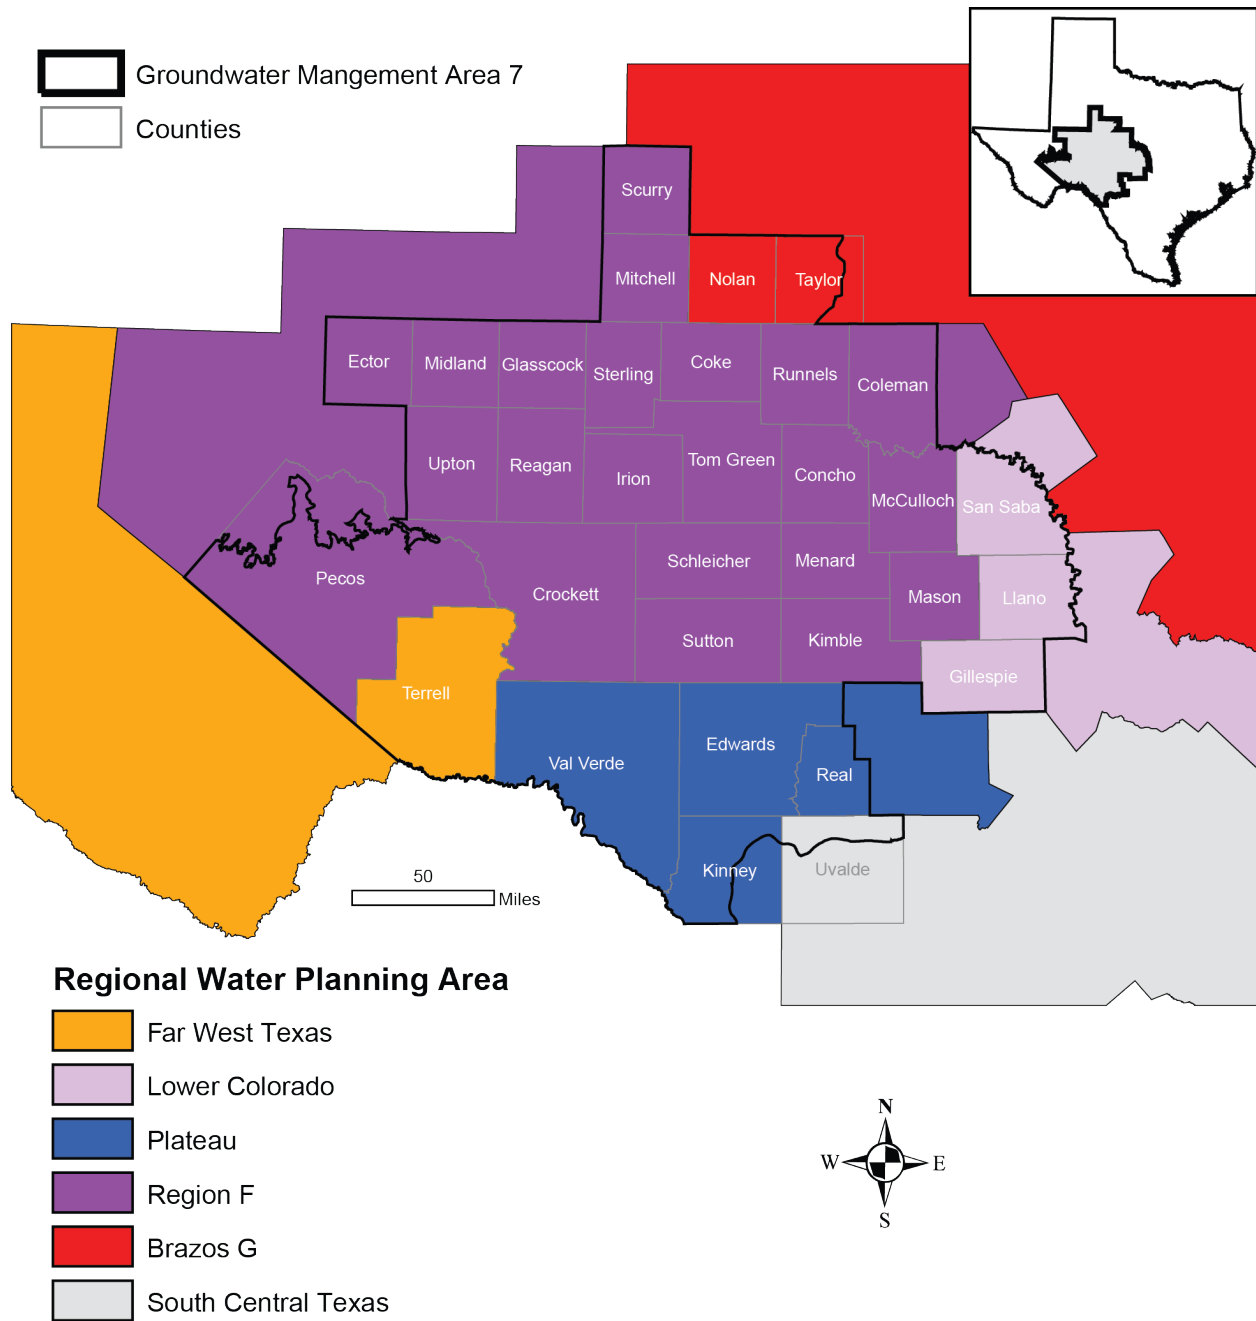 Groundwater Mangement Area 7
Counties
Scurry
Mitchell
Nolan
Taylor
Ector
Midland
Glasscock
Sterling
Coke
Runnels
Coleman
Upton
Reagan
Irion
Tom Green
Concho
McCulloch
San Saba
Pecos
Crockett
Schleicher
Menard
Mason
Llano
Sutton
Kimble
Gillespie
Terrell
Val Verde
Edwards
Real
Kinney
Uvalde
50
Miles
Regional Water Planning Area
Far West Texas
Lower Colorado
Plateau
Region F
Brazos G
South Central Texas
N
W
E
S